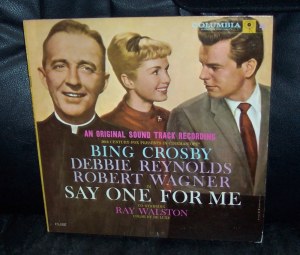 COLUMBIA
AN ORIGINAL SOUND TRACK RECORDING
BING CROSBY
DEBBIE REYNOLDS
ROBERT WAGNER
SAY ONE FOR ME
RAY WALSTON